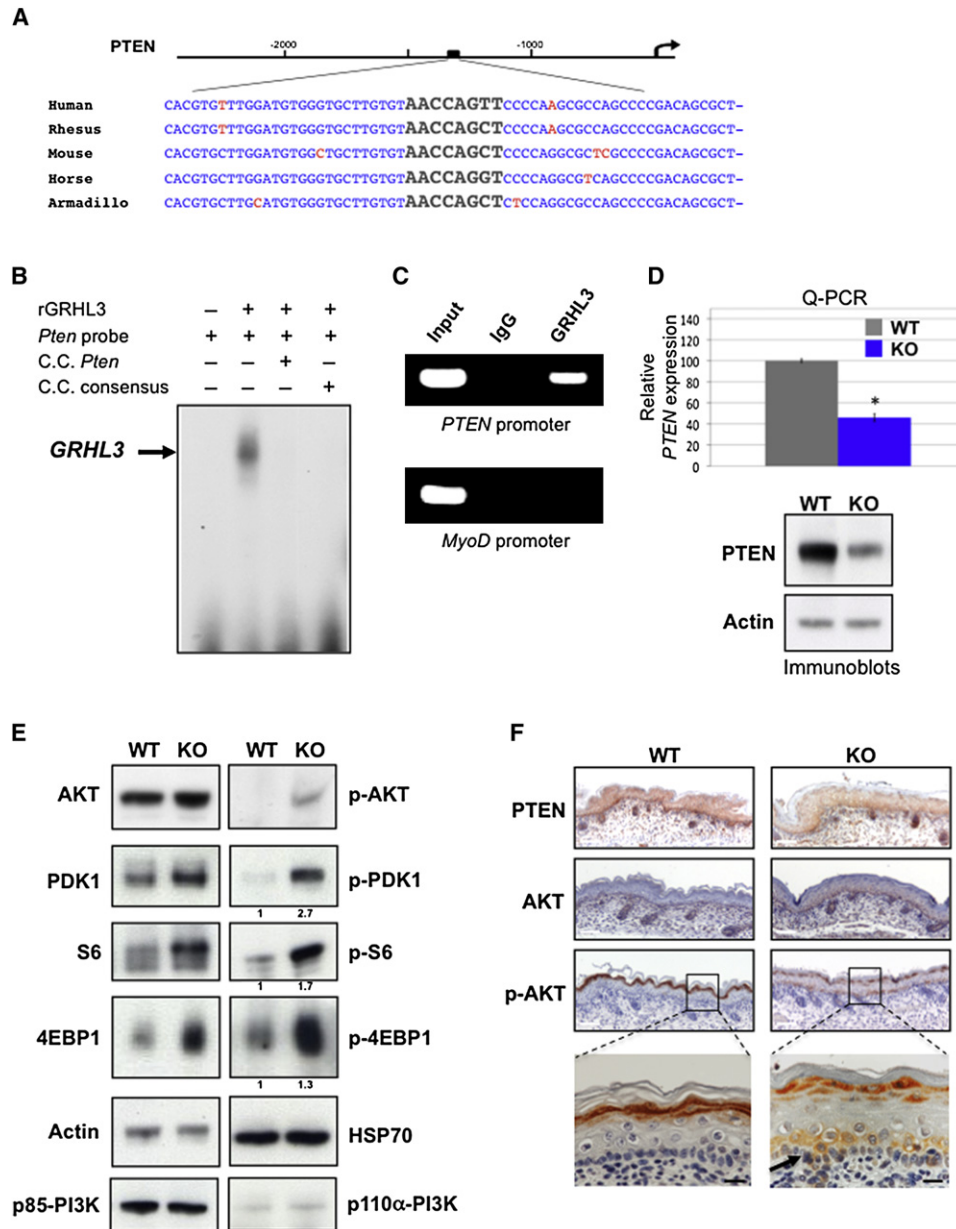 A
PTEN -2000 -1000
Human CACGTGTTTGGATGTGGGTGCTTGTGTAACCAGTTCCCCAAGCGCCAGCCCCGACAGCGCT-
Rhesus CACGTGTTTGGATGTGGGTGCTTGTGTAACCAGCTCCCCAAGCGCCAGCCCCGACAGCGCT-
Mouse CACGTGCTTGGATGTGCGTGCTTGTGTAACCAGCTCCCCAGGCGCTCGCCCCGACAGCGCT-
Horse CACGTGCTTGGATGTGGGTGCTTGTGTAACCAGGTCCCCAGGCGTCAGCCCCGACAGCGCT-
Armadillo CACGTGCTTGCATGTGGGTGCTTGTGTAACCAGCTCTCCAGGCGCCAGCCCCGACAGCGCT-
B
rGRHL3 – + + +
Pten probe + + + +
C.C. Pten – – + –
C.C. consensus – – – +
GRHL3
C
Input IgG GRHL3
PTEN promoter
MyoD promoter
D
Q-PCR
Relative
PTEN expression
140
120
100
80
60
40
20
0
WT
KO
*
WT KO
PTEN
Actin
Immunoblots
E
WT KO WT KO
AKT p-AKT
PDK1 p-PDK1
1 2.7
S6 p-S6
1 1.7
4EBP1 p-4EBP1
1 1.3
Actin HSP70
p85-PI3K p110α-PI3K
F
WT KO
PTEN
AKT
p-AKT